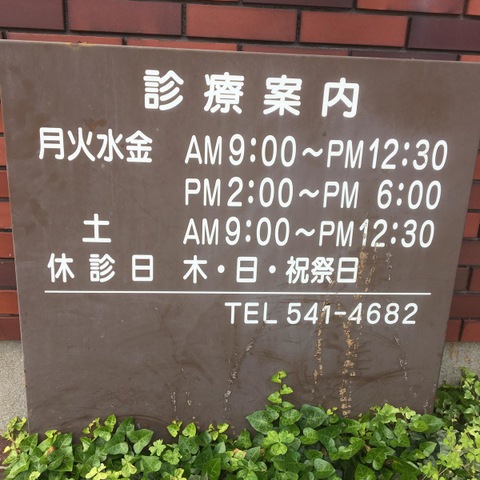 診療案内
月火水金 AM9:00～PM12:30
PM2:00～PM 6:00
土 AM9:00～PM12:30
休診日 木・日・祝祭日
TEL 541-4682